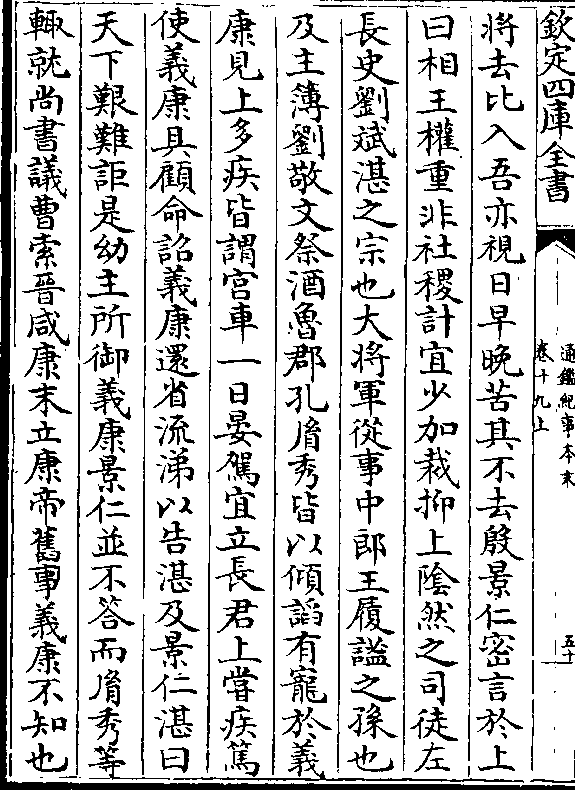 欽定四庫全書
通鑑紀事本末
卷十九上
五十
將去比入吾亦視日早晚苦其不去殷景仁密言於上
曰相王權重非社稷計宜少加裁抑上陰然之司徒左
長史劉斌湛之宗也大將軍從事中郎王履謐之孫也
及主簿劉敬文祭酒魯郡孔胤秀皆以傾謟有寵於義
康見上多疾皆謂宮車一日晏駕宜立長君上嘗疾篤
使義康具顧命詔義康還省流涕以告湛及景仁湛曰
天下艱難詎是幼主所御義康景仁並不答而胤秀等
輙就尚書議曹索晉咸康末立康帝舊事義康不知也